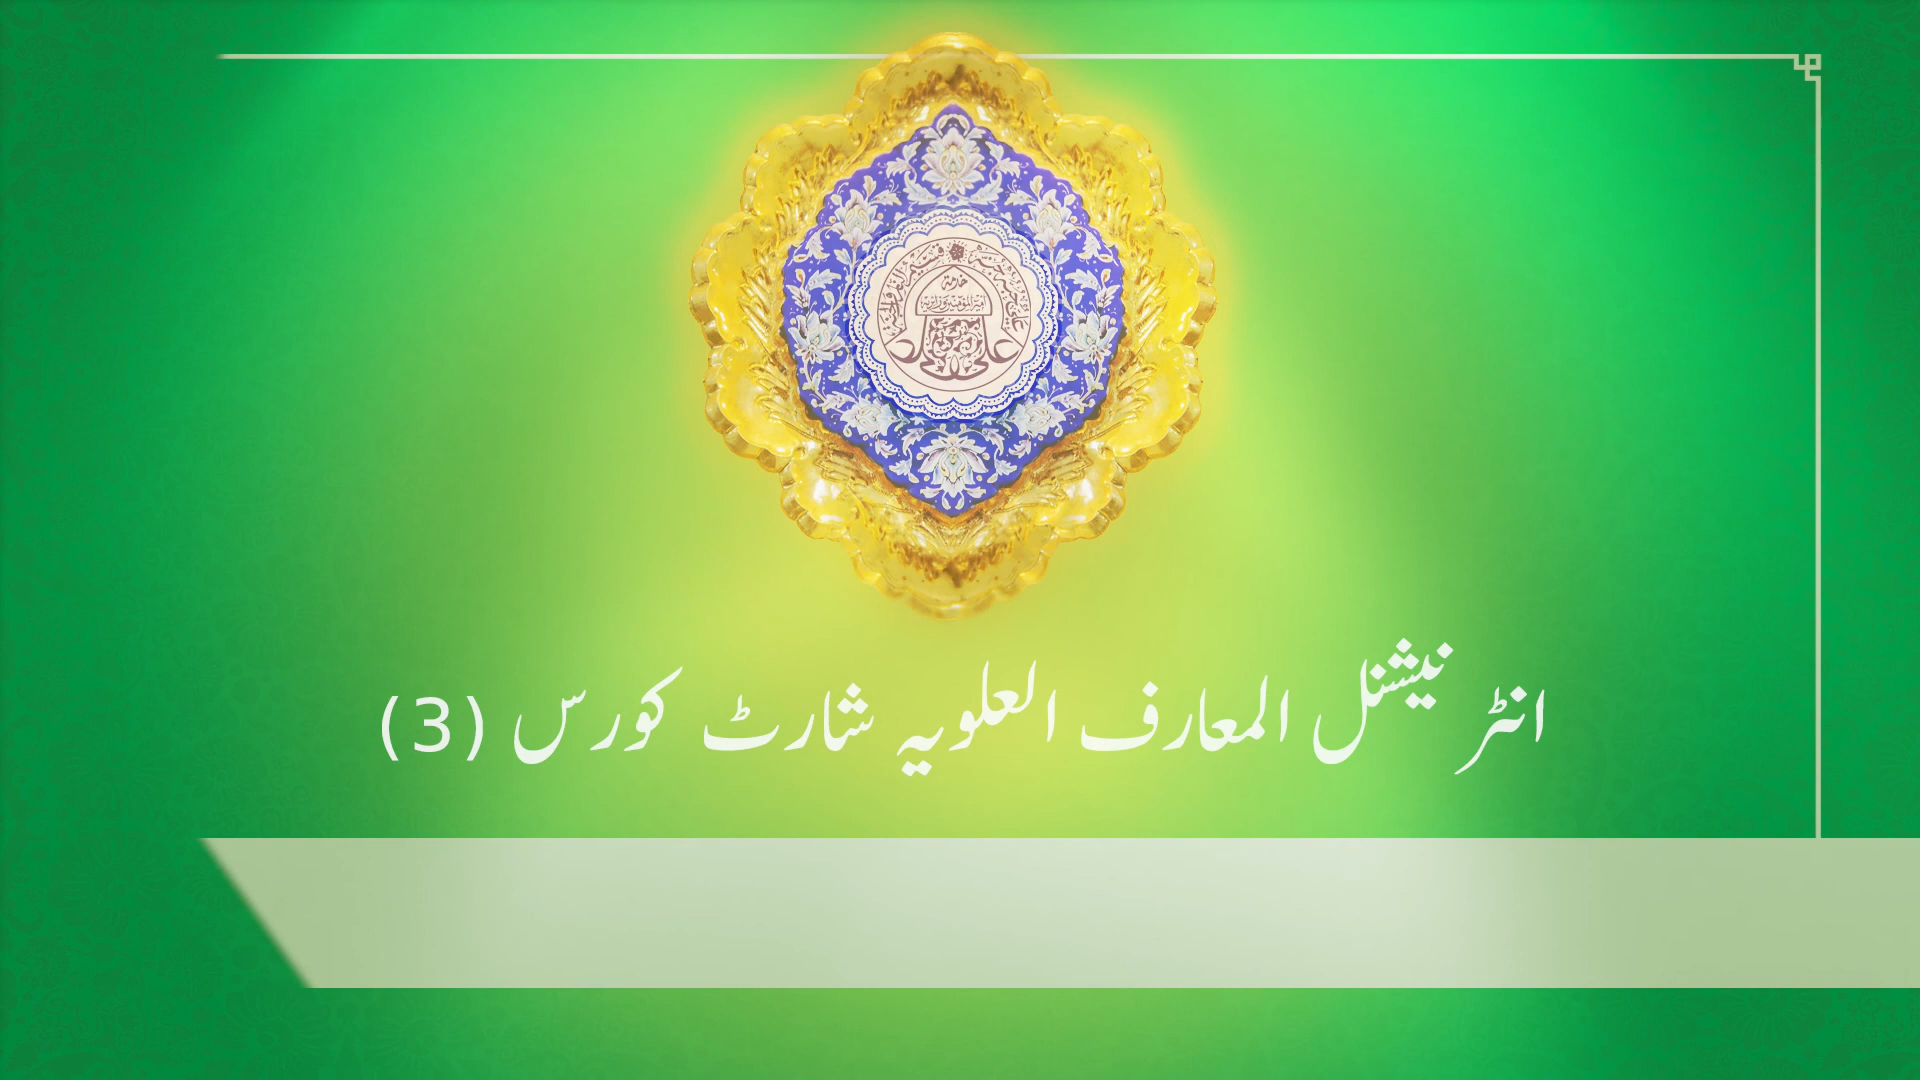 انٹرنیشنل المعارف العلویہ شارٹ کورس (3)